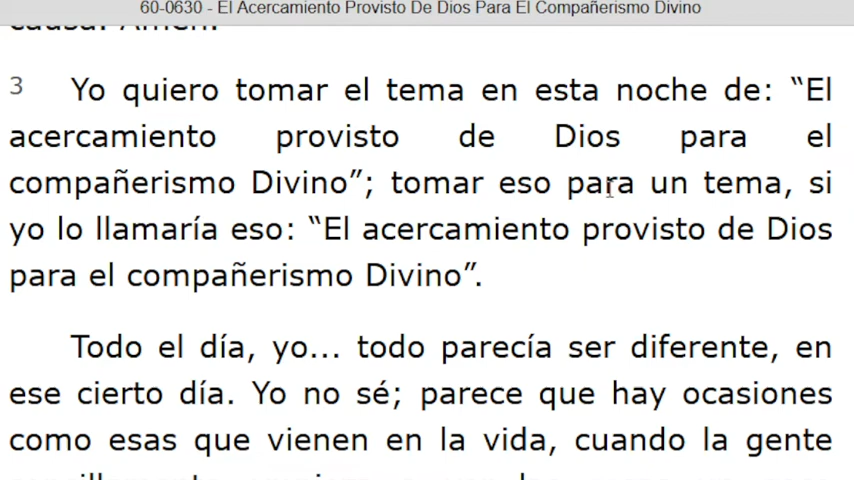 60-0630 - El Acercamiento Provisto De Dios Para El Compañerismo Divino
causa. Amén.
3 Yo quiero tomar el tema en esta noche de: “El
acercamiento provisto de Dios para el
compañerismo Divino”; tomar eso para un tema, si
yo lo llamaría eso: “El acercamiento provisto de Dios
para el compañerismo Divino”.
Todo el día, yo... todo parecía ser diferente, en
ese cierto día. Yo no sé; parece que hay ocasiones
como esas que vienen en la vida, cuando la gente